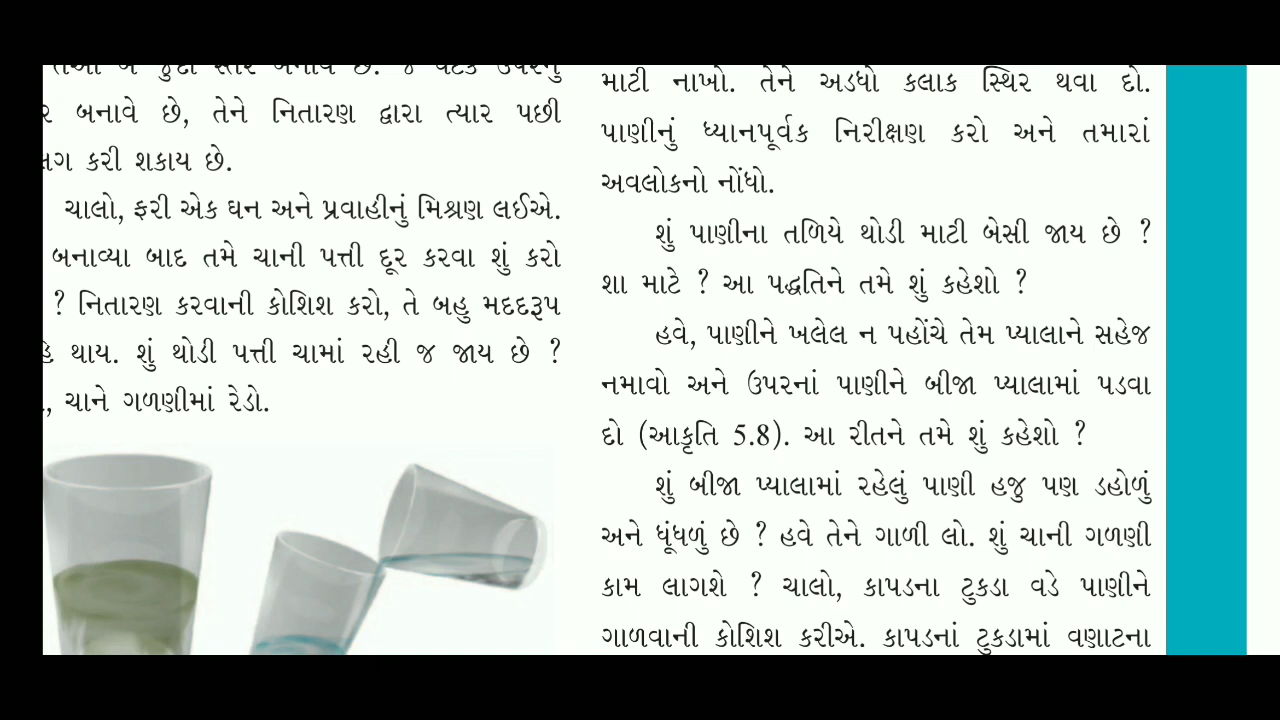 બનાવે છે, તેને નિતારણ દ્વારા ત્યાર પછી
કરી શકાય છે.
ચાલો, ફરી એક ઘન અને પ્રવાહીનું મિશ્રણ લઈએ.
બનાવ્યા બાદ તમે ચાની પત્તી દૂર કરવા શું કરો
? નિતારણ કરવાની કોશિશ કરો, તે બહુ મદદરૂપ
થાય. શું થોડી પત્તી ચામાં રહી જ જાય છે ?
, ચાને ગળણીમાં રેડો.
માટી નાખો. તેને અડધો કલાક સ્થિર થવા દો.
પાણીનું ધ્યાનપૂર્વક નિરીક્ષણ કરો અને તમારાં
અવલોકનો નોંધો.
શું પાણીના તળિયે થોડી માટી બેસી જાય છે ?
શા માટે ? આ પદ્ધતિને તમે શું કહેશો ?
હવે, પાણીને ખલેલ ન પહોંચે તેમ પ્યાલાને સહેજ
નમાવો અને ઉપરનાં પાણીને બીજા પ્યાલામાં પડવા
દો (આકૃતિ 5.8). આ રીતને તમે શું કહેશો ?
શું બીજા પ્યાલામાં રહેલું પાણી હજુ પણ ડહોળું
અને ધૂંધળું છે ? હવે તેને ગાળી લો. શું ચાની ગળણી
કામ લાગશે ? ચાલો, કાપડના ટુકડા વડે પાણીને
ગાળવાની કોશિશ કરીએ. કાપડનાં ટુકડામાં વણાટના